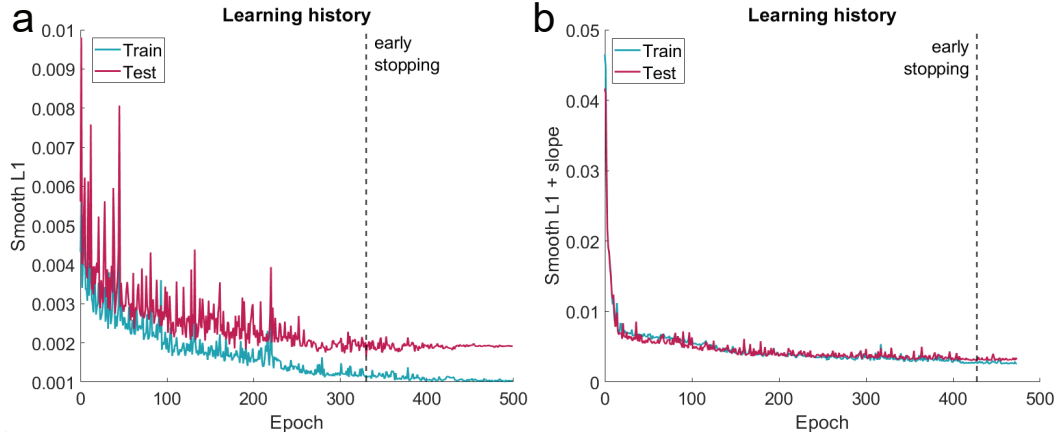 a
Learning history
0.01
0.009
0.008
0.007
0.006
0.005
0.004
0.003
0.002
0.001
Smooth L1
Train
Test
early
stopping
0
100
200
300
400
500
Epoch
b
Learning history
0.05
0.04
0.03
0.02
0.01
0
Smooth L1 + slope
Train
Test
early
stopping
0
100
200
300
400
500
Epoch